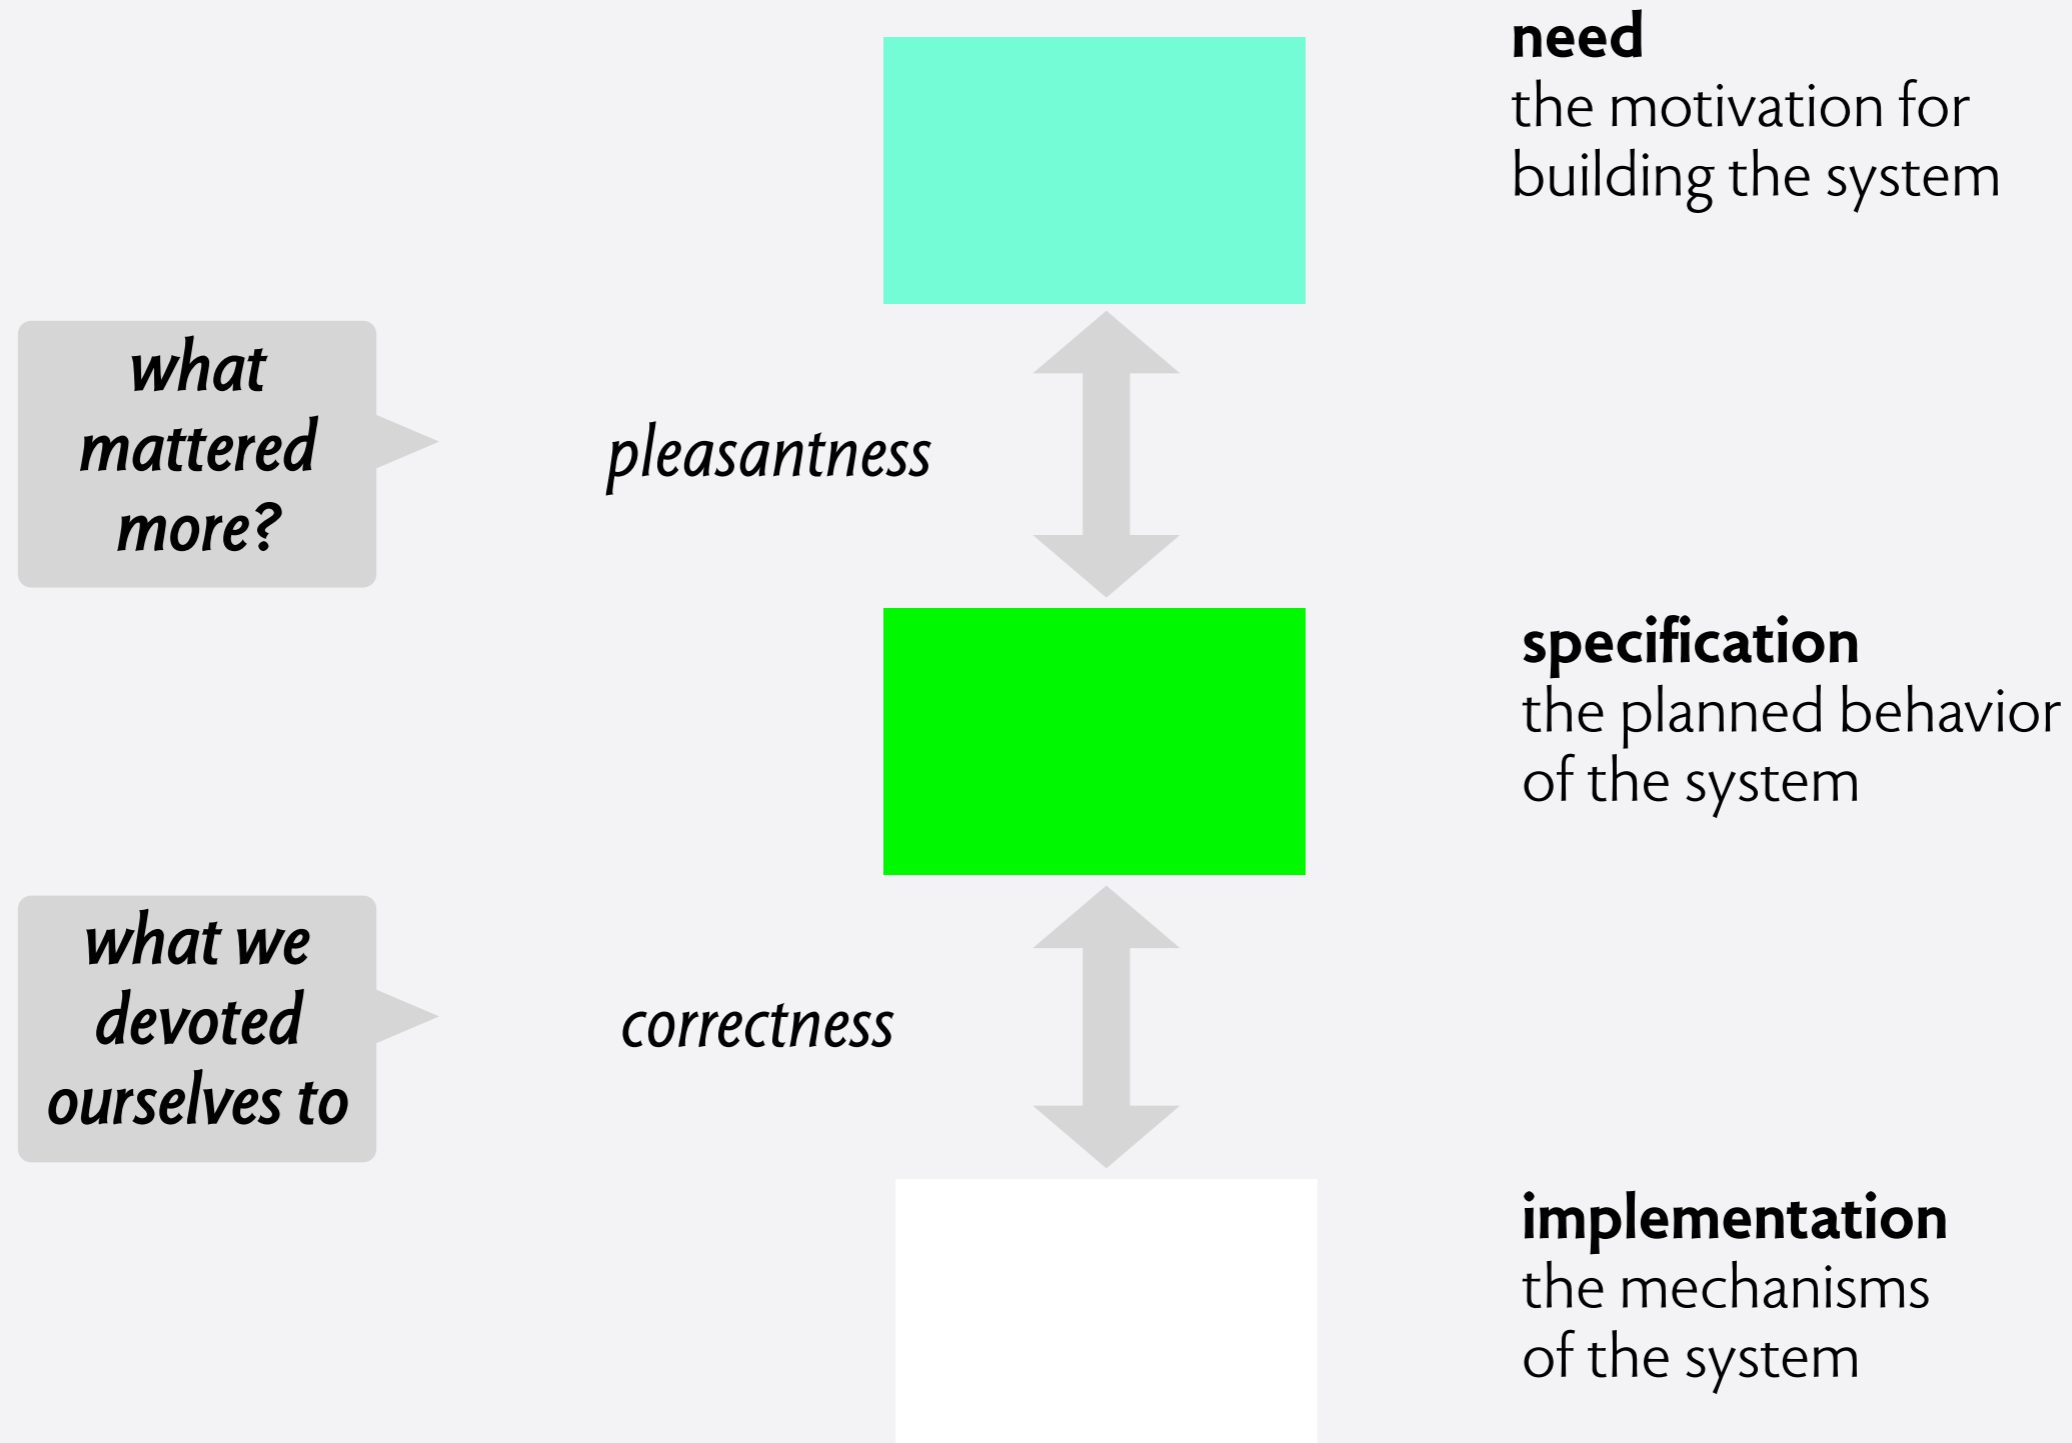 need
the motivation for
building the system
what
mattered
more?
pleasantness
specification
the planned behavior
of the system
what we
devoted
ourselves to
correctness
implementation
the mechanisms
of the system